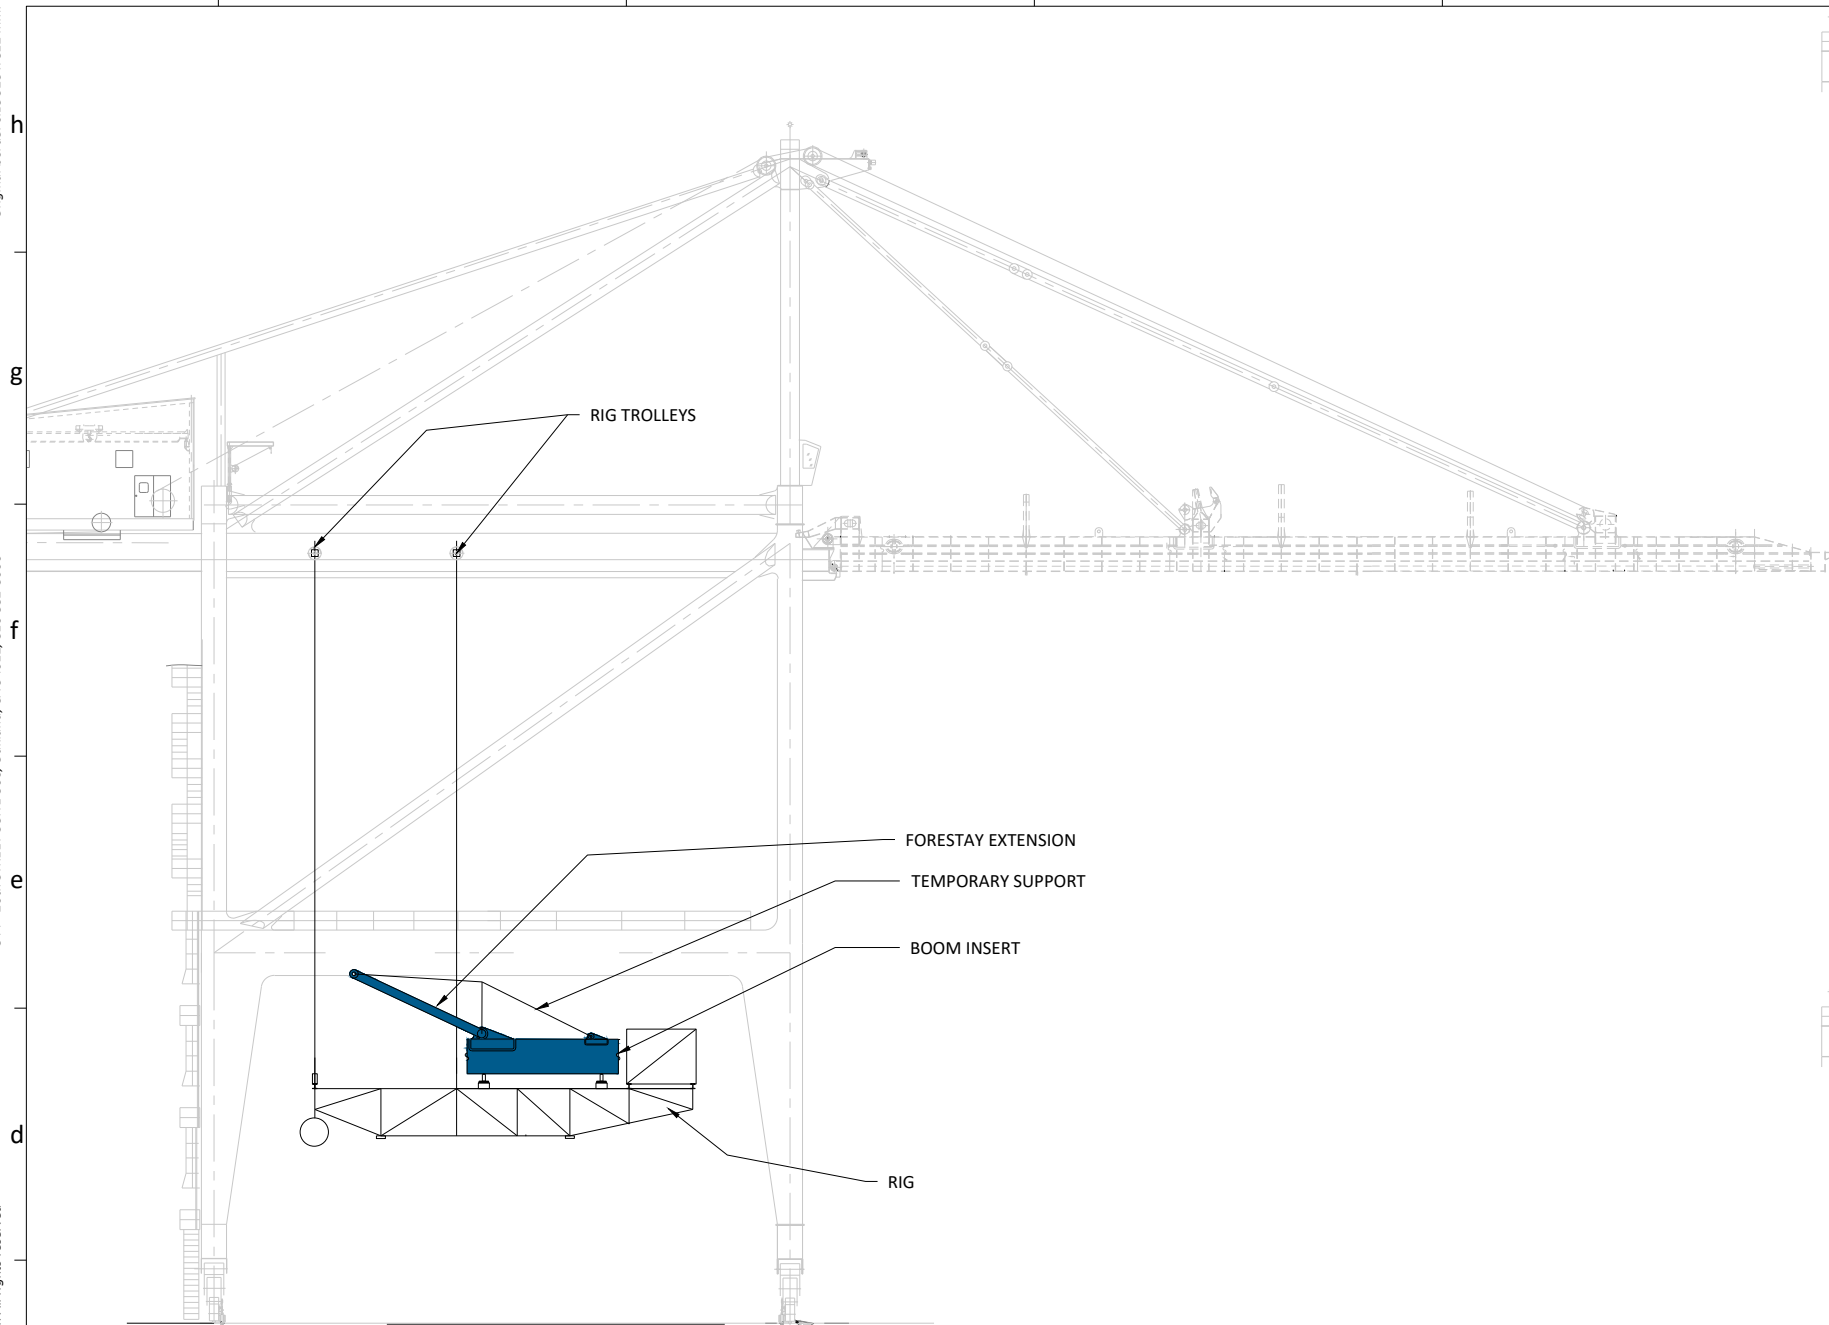 h
g
RIG TROLLEYS
f
FORESTAY EXTENSION
e
TEMPORARY SUPPORT
BOOM INSERT
d
RIG